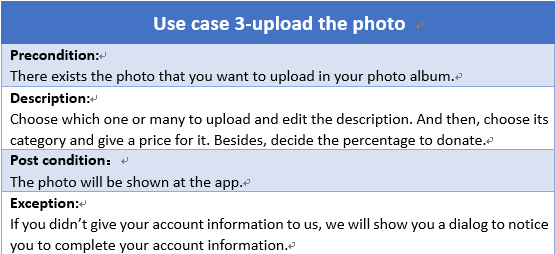 Use case 3-upload the photo
Precondition:
There exists the photo that you want to upload in your photo album.
Description:
Choose which one or many to upload and edit the description. And then, choose its
category and give a price for it. Besides, decide the percentage to donate.
Post condition：
The photo will be shown at the app.
Exception:
If you didn’t give your account information to us, we will show you a dialog to notice
you to complete your account information.